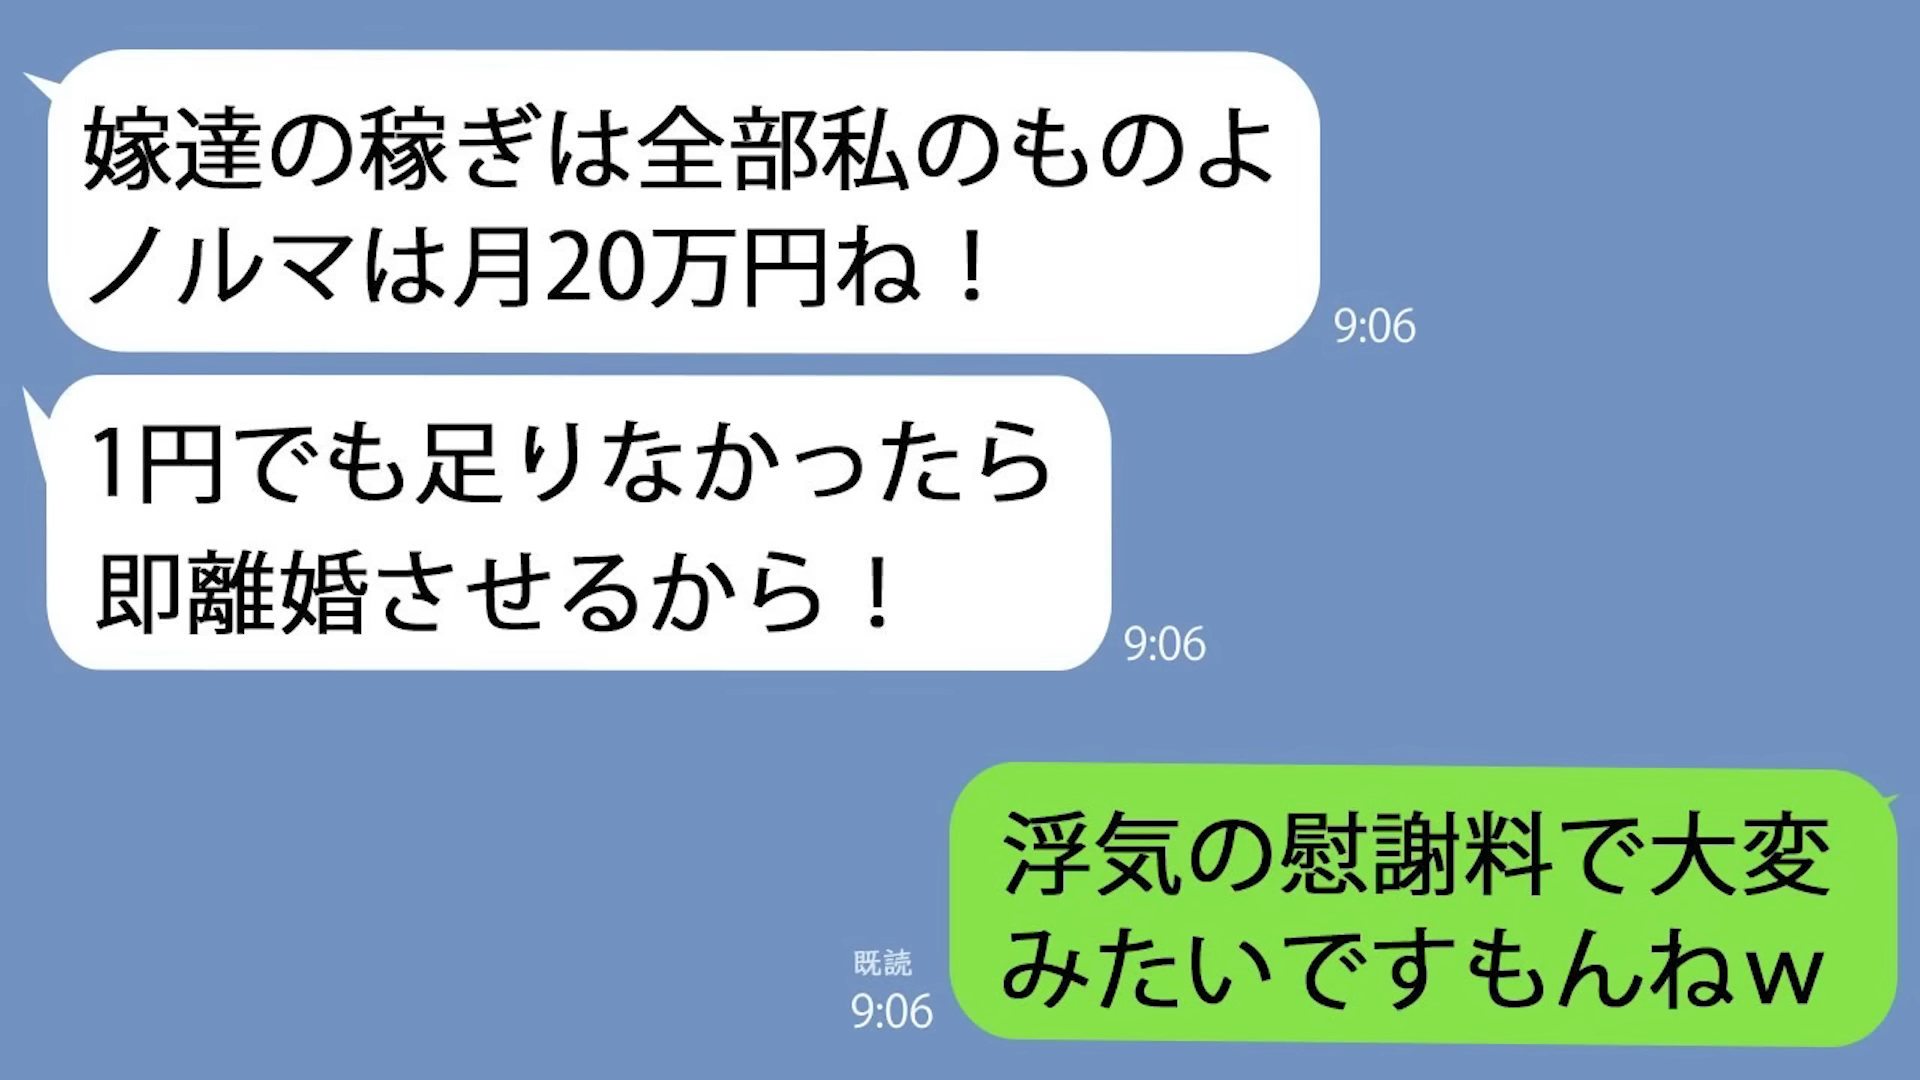 嫁達の稼ぎは全部私のものよ
ノルマは月20万円ね！
9:06
1円でも足りなかったら
即離婚させるから！
9:06
浮気の慰謝料で大変
みたいですもんねｗ
既読
9:06